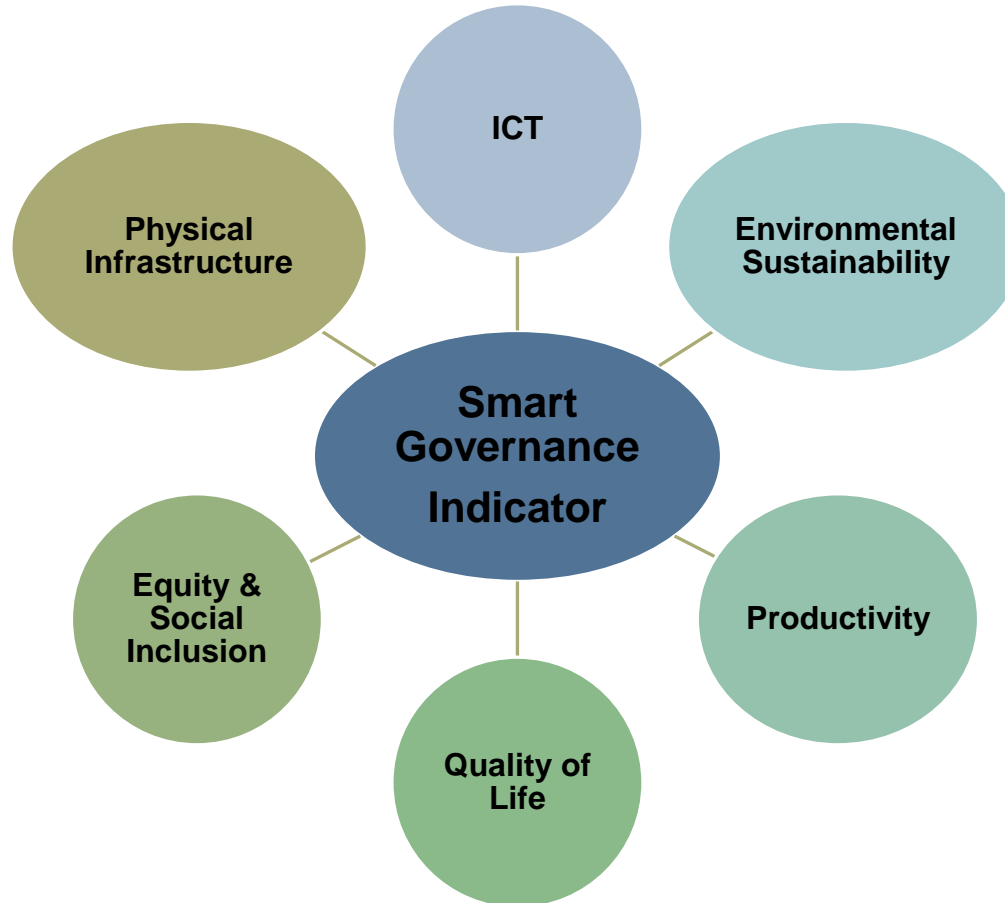 ICT
Physical
Infrastructure
Environmental
Sustainability
Smart
Governance
Indicator
Equity &
Social
Inclusion
Productivity
Quality of
Life